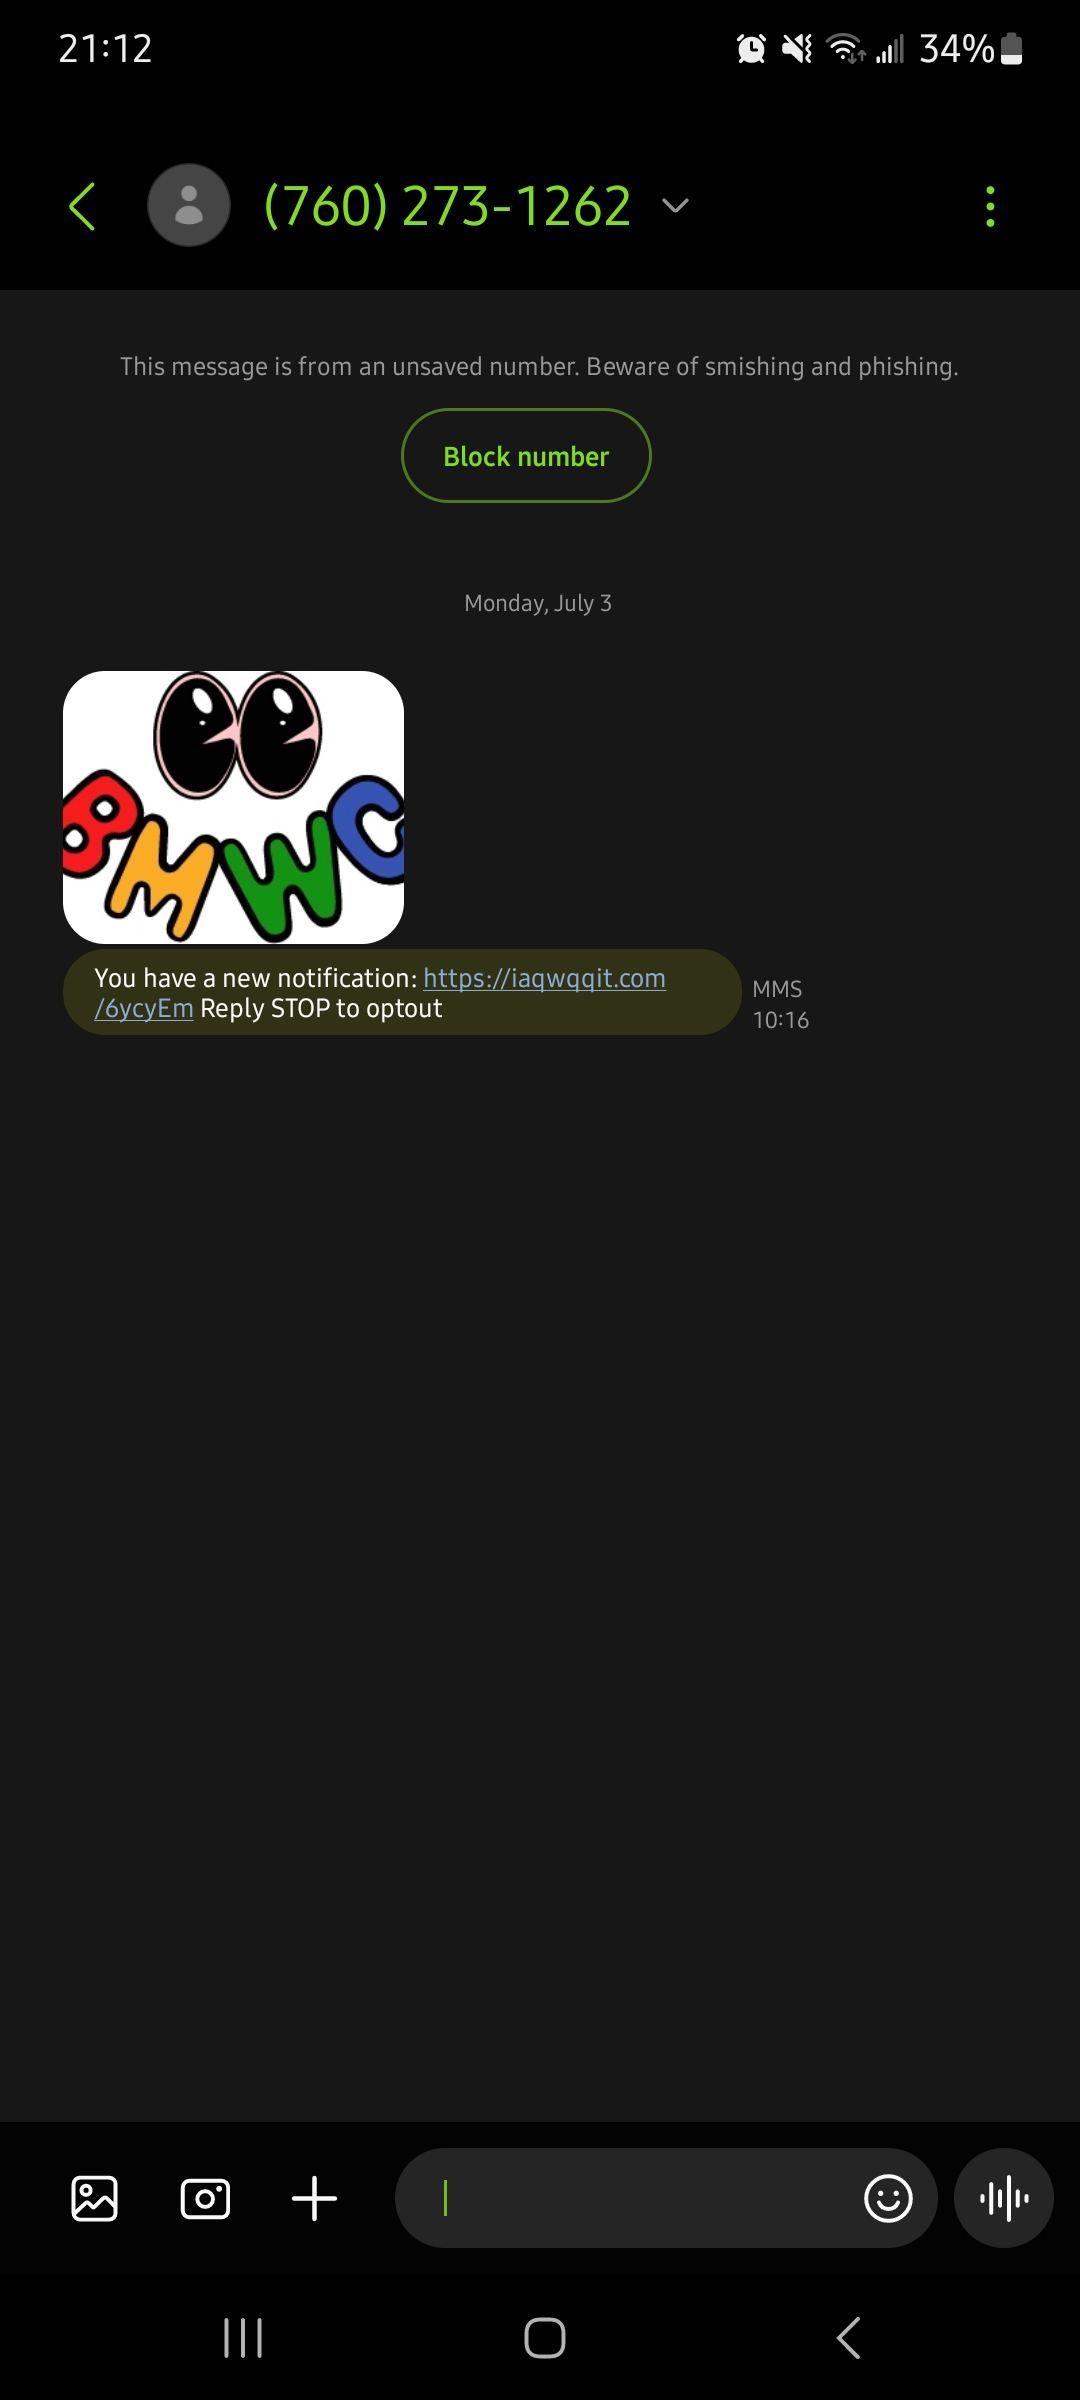 21:12
34%
(760) 273-1262
This message is from an unsaved number. Beware of smishing and phishing.
Block number
Monday, July 3
BMWC
You have a new notification: https://iaqwqqit.com
/6ycyEm Reply STOP to optout
MMS
10:16